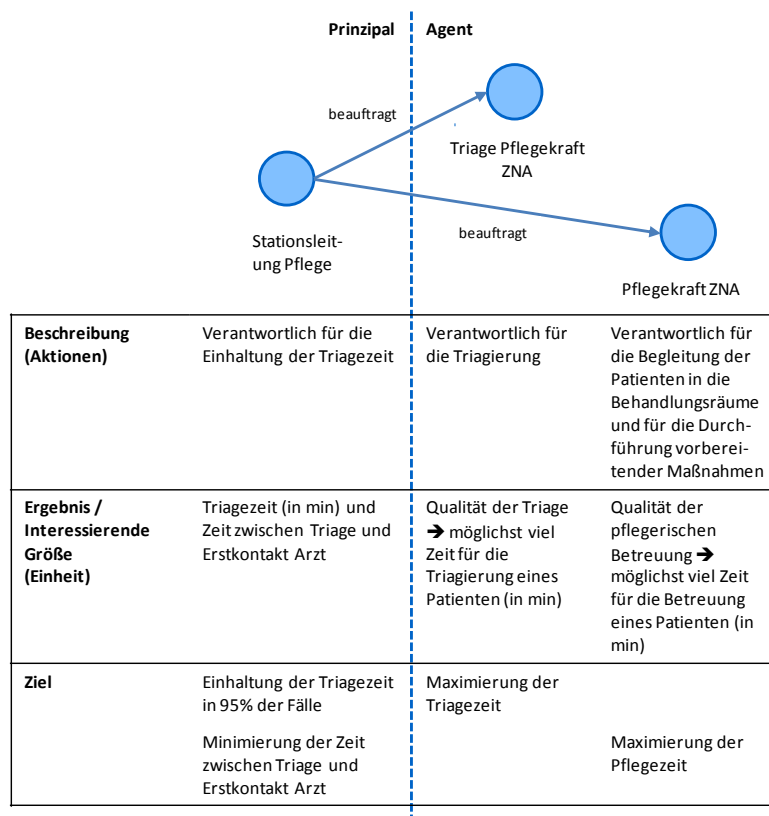 Prinzipal
Agent
beauftragt
Triage Pflegekraft
ZNA
Stationsleit-
ung Pflege
beauftragt
Pflegekraft ZNA
Beschreibung
(Aktionen)
Verantwortlich für die
Einhaltung der Triagezeit
Verantwortlich für
die Triagierung
Verantwortlich für
die Begleitung der
Patienten in die
Behandlungsräume
und für die Durch-
führung vorberei-
tender Maßnahmen
Ergebnis /
Interessierende
Größe
(Einheit)
Triagezeit (in min) und
Zeit zwischen Triage und
Erstkontakt Arzt
Qualität der Triage
➔ möglichst viel
Zeit für die
Triagierung eines
Patienten (in min)
Qualität der
pflegerischen
Betreuung ➔
möglichst viel Zeit
für die Betreuung
eines Patienten (in
min)
Ziel
Einhaltung der Triagezeit
in 95% der Fälle
Maximierung der
Triagezeit
Minimierung der Zeit
zwischen Triage und
Erstkontakt Arzt
Maximierung der
Pflegezeit